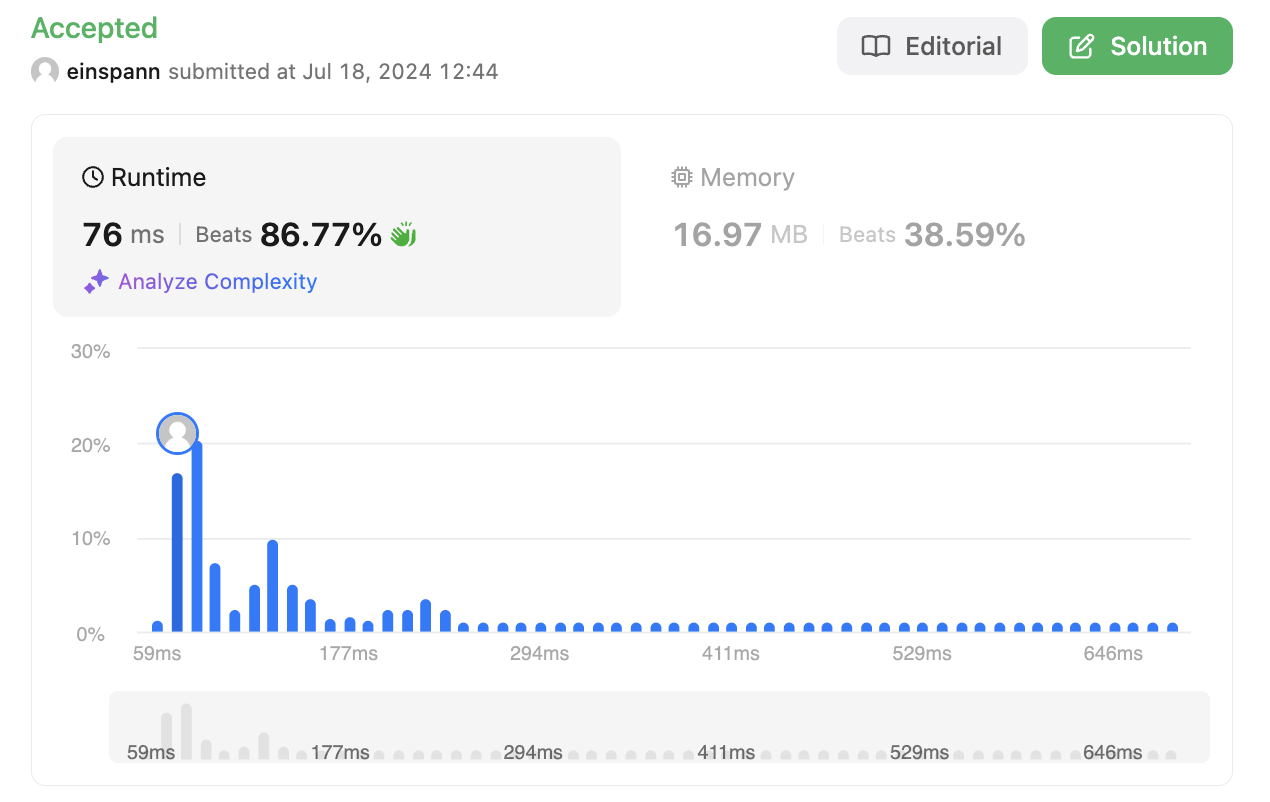 Accepted
einspann submitted at Jul 18, 2024 12:44
Editorial
Solution
Runtime
76 ms Beats 86.77%
Analyze Complexity
Memory
16.97 MB Beats 38.59%
30%
20%
10%
0%
59ms 177ms 294ms 411ms 529ms 646ms
59ms 177ms 294ms 411ms 529ms 646ms